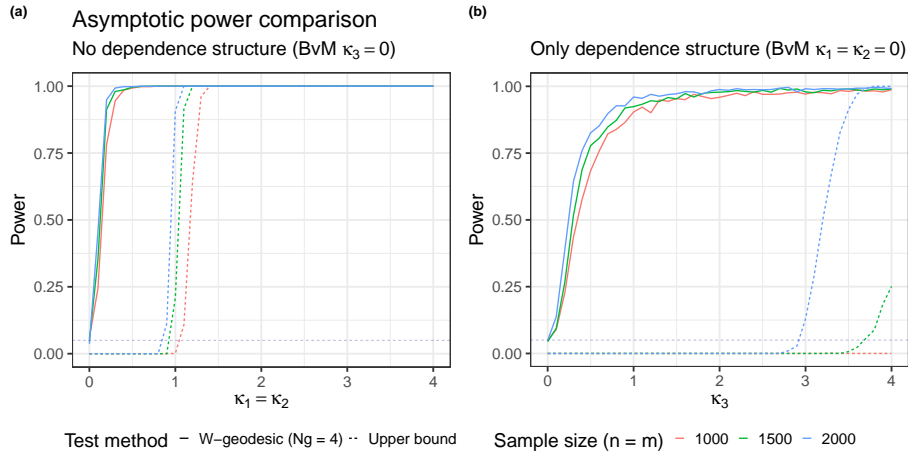 (a)
Asymptotic power comparison
No dependence structure (BvM κ₃ = 0)
Power
1.00
0.75
0.50
0.25
0.00
0
1
2
3
4
κ₁ = κ₂
(b)
Only dependence structure (BvM κ₁ = κ₂ = 0)
Power
1.00
0.75
0.50
0.25
0.00
0
1
2
3
4
κ₃
Test method W−geodesic (Ng = 4) Upper bound
Sample size (n = m) 1000 1500 2000